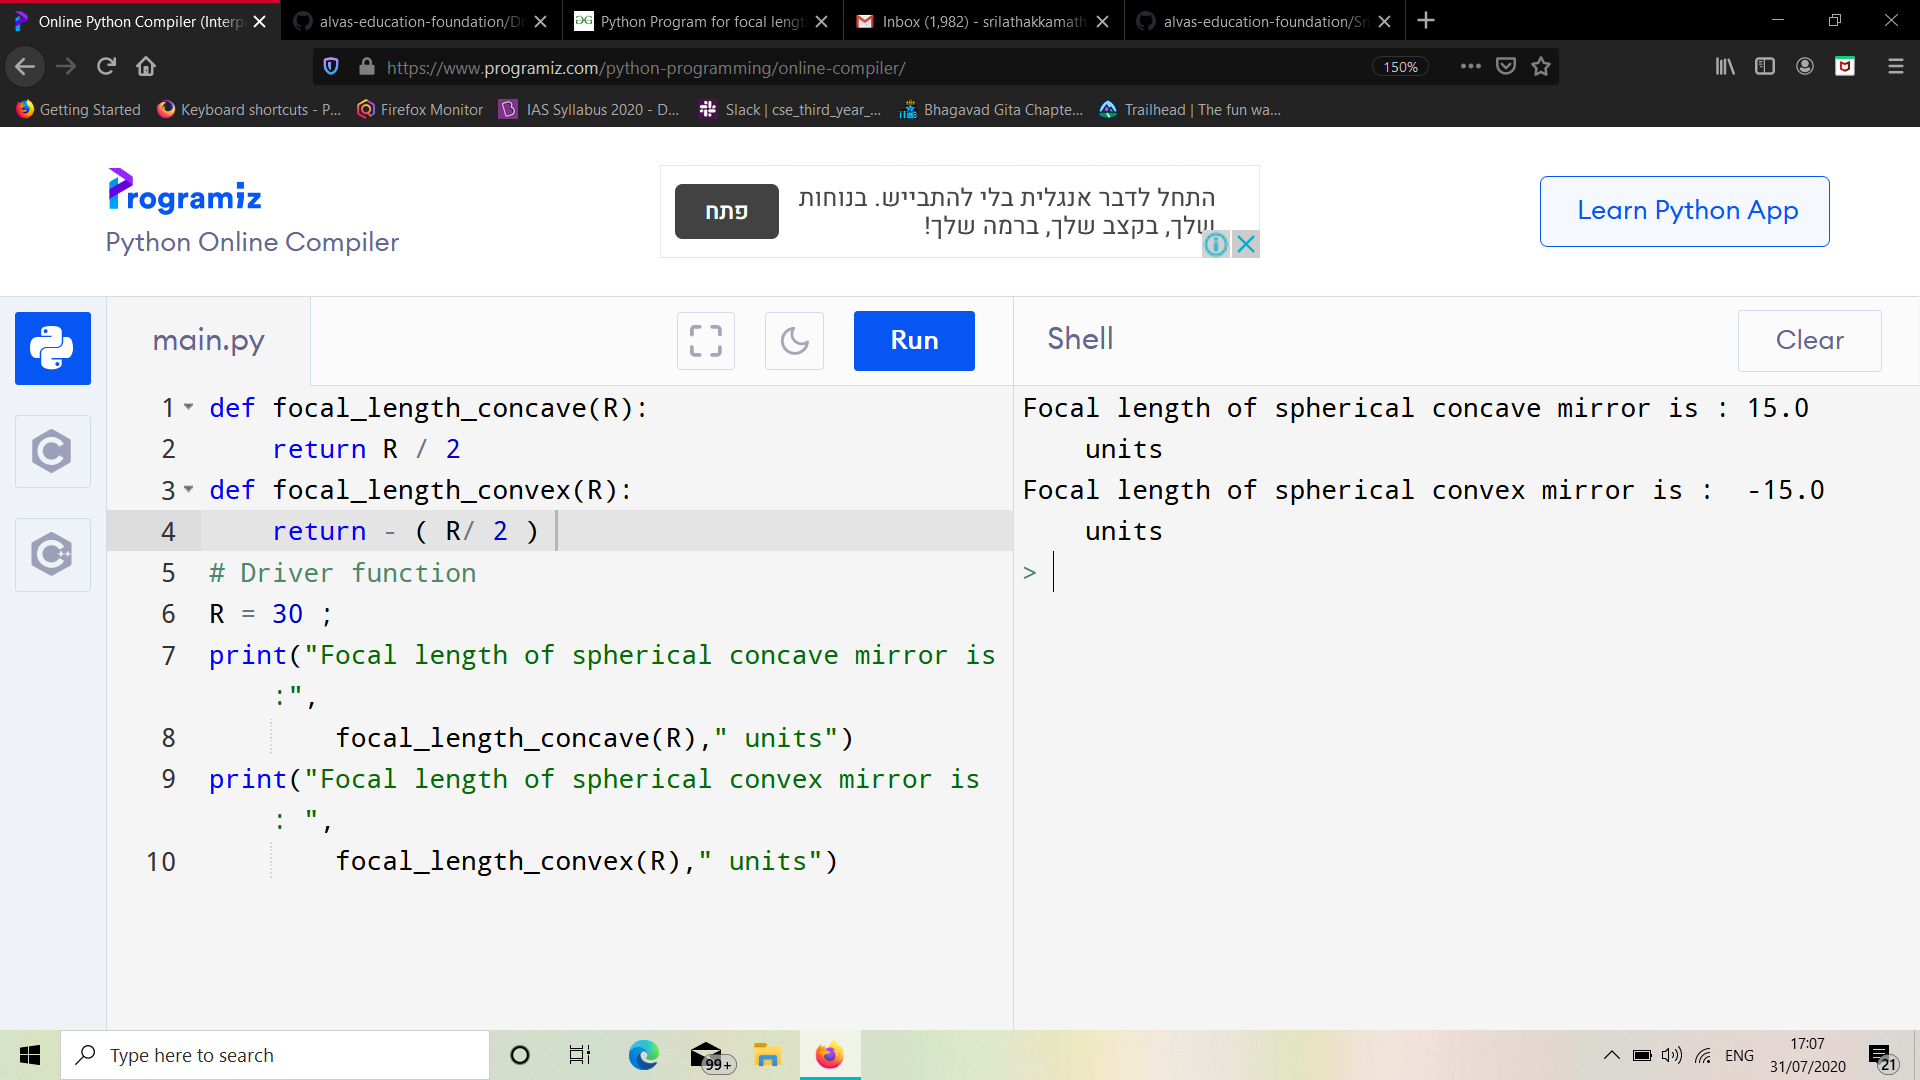 Online Python Compiler (Interp
alvas-education-foundation/Dr
Python Program for focal lengt
Inbox (1,982) - srilathakkamath
alvas-education-foundation/Sri
https://www.programiz.com/python-programming/online-compiler/
150%
Getting Started
Keyboard shortcuts - P...
Firefox Monitor
IAS Syllabus 2020 - D...
Slack | cse_third_year_...
Bhagavad Gita Chapte...
Trailhead | The fun wa...
Programiz
Python Online Compiler
התחל לדבר אנגלית בלי להתבייש. בנוחות
שלך, בקצב שלך, ברמה שלך!
פתח
Learn Python App
main.py
Run
Shell
Clear
1 def focal_length_concave(R):
2 return R / 2
3 def focal_length_convex(R):
4 return - ( R/ 2 )
5 # Driver function
6 R = 30 ;
7 print("Focal length of spherical concave mirror is
:",
8 focal_length_concave(R)," units")
9 print("Focal length of spherical convex mirror is
: ",
10 focal_length_convex(R)," units")
Focal length of spherical concave mirror is : 15.0
units
Focal length of spherical convex mirror is :  -15.0
units
>
Type here to search
99+
ENG
17:07
31/07/2020
21